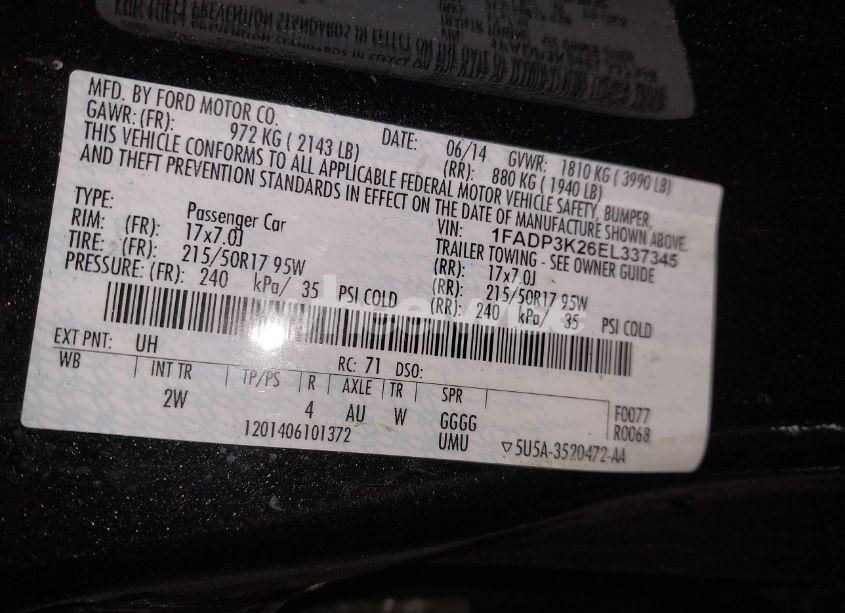 MFD. BY FORD MOTOR CO.
DATE: 06/14 GVWR: 1810 KG ( 3990 LB)
GAWR: (FR): 972 KG ( 2143 LB) (RR): 880 KG ( 1940 LB)
THIS VEHICLE CONFORMS TO ALL APPLICABLE FEDERAL MOTOR VEHICLE SAFETY, BUMPER,
AND THEFT PREVENTION STANDARDS IN EFFECT ON THE DATE OF MANUFACTURE SHOWN ABOVE.
VIN: 1FADP3K26EL337345
TYPE: Passenger Car TRAILER TOWING - SEE OWNER GUIDE
RIM: (FR): 17x7.0J (RR): 17x7.0J
TIRE: (FR): 215/50R17 95W (RR): 215/50R17 95W
PRESSURE: (FR): 240 kPa/ 35 PSI COLD (RR): 240 kPa/ 35 PSI COLD
EXT PNT: UH RC: 71 DSO:
WB INT TR TP/PS R AXLE TR SPR
2W 4 AU W GGGG F0077
UMU R0068
1201406101372 ▽5U5A-3520472-AA